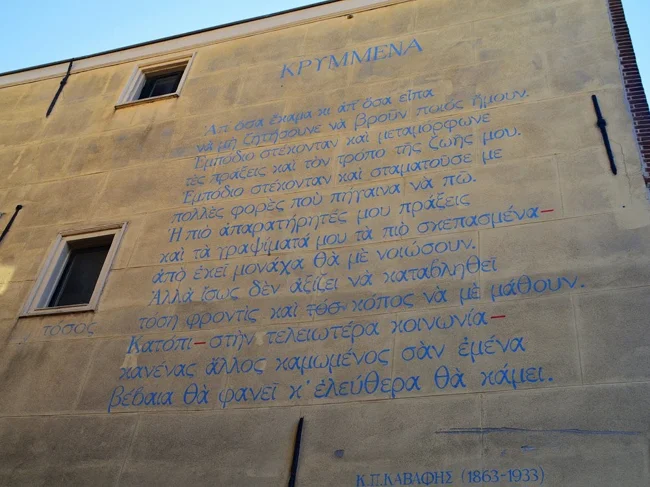 ΚΡΥΜΜΕΝΑ
Ἀπ' ὅσα ἔκαμα κι ἀπ' ὅσα εἶπα
νὰ μὴ ζητήσουνε νὰ βροῦν ποιὸς ἤμουν.
Ἐμπόδιο στέκονταν καὶ μεταμόρφωνε
τὲς πράξεις καὶ τὸν τρόπο τῆς ζωῆς μου.
Ἐμπόδιο στέκονταν καὶ σταματοῦσε με
πολλὲς φορὲς ποὺ πήγαινα νὰ πῶ.
Ἡ πιὸ ἀπαρατήρητές μου πράξεις
καὶ τὰ γραψίματά μου τὰ πιὸ σκεπασμένα—
ἀπὸ ἐκεῖ μονάχα θὰ μὲ νοιώσουν.
Ἀλλὰ ἴσως δὲν ἀξίζει νὰ καταβληθεῖ
τόσος τόση φροντὶς καὶ τόσ κόπος νὰ μὲ μάθουν.
Κατόπι—στὴν τελειωτέρα κοινωνία—
κανένας ἄλλος καμωμένος σὰν ἐμένα
βέβαια θὰ φανεῖ κ' ἐλεύθερα θὰ κάμει.
Κ.Π.ΚΑΒΑΦΗΣ (1863-1933)